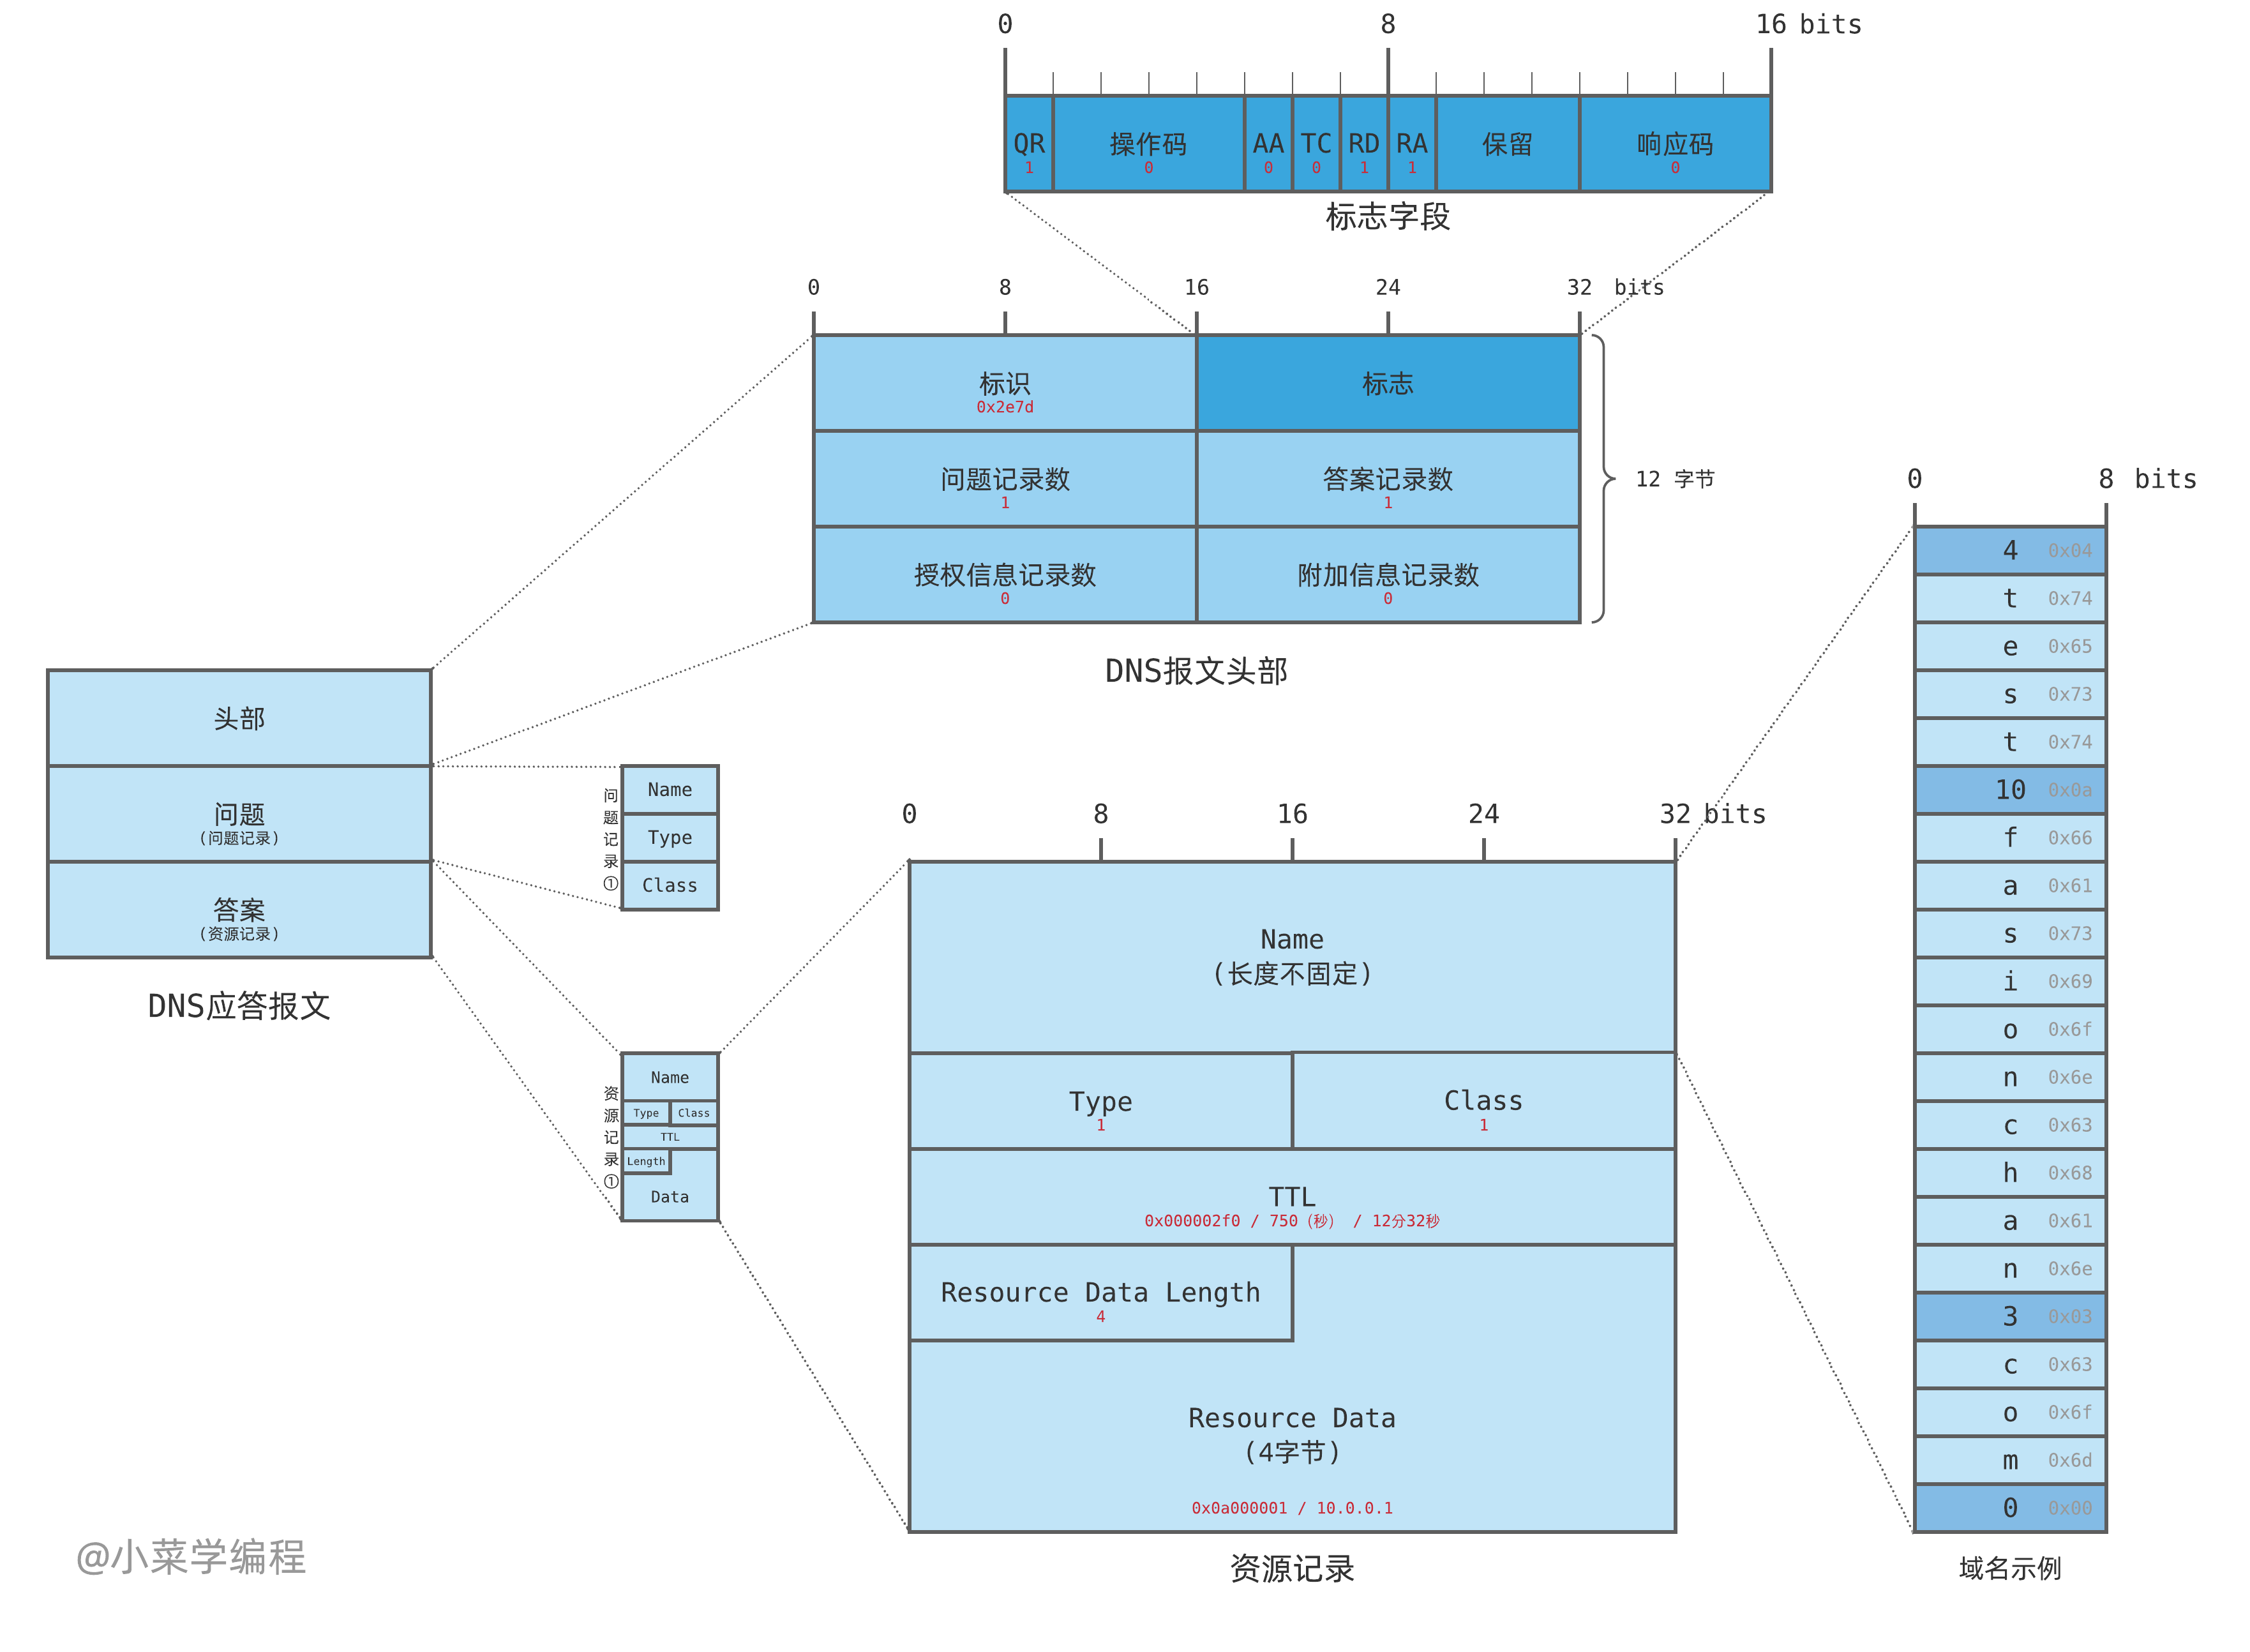 0 8 16 bits
QR 操作码 AA TC RD RA 保留 响应码
1 0 0 0 1 1 0
标志字段
0 8 16 24 32 bits
标识 标志
0x2e7d
问题记录数 答案记录数
1 1
授权信息记录数 附加信息记录数
0 0
12 字节
DNS报文头部
头部
问题
(问题记录)
答案
(资源记录)
DNS应答报文
问题记录①
Name
Type
Class
资源记录①
Name
Type Class
TTL
Length
Data
0 8 16 24 32 bits
Name
(长度不固定)
Type Class
1 1
TTL
0x000002f0 / 750（秒） / 12分32秒
Resource Data Length
4
Resource Data
(4字节)
0x0a000001 / 10.0.0.1
资源记录
0 8 bits
4 0x04
t 0x74
e 0x65
s 0x73
t 0x74
10 0x0a
f 0x66
a 0x61
s 0x73
i 0x69
o 0x6f
n 0x6e
c 0x63
h 0x68
a 0x61
n 0x6e
3 0x03
c 0x63
o 0x6f
m 0x6d
0 0x00
域名示例
@小菜学编程